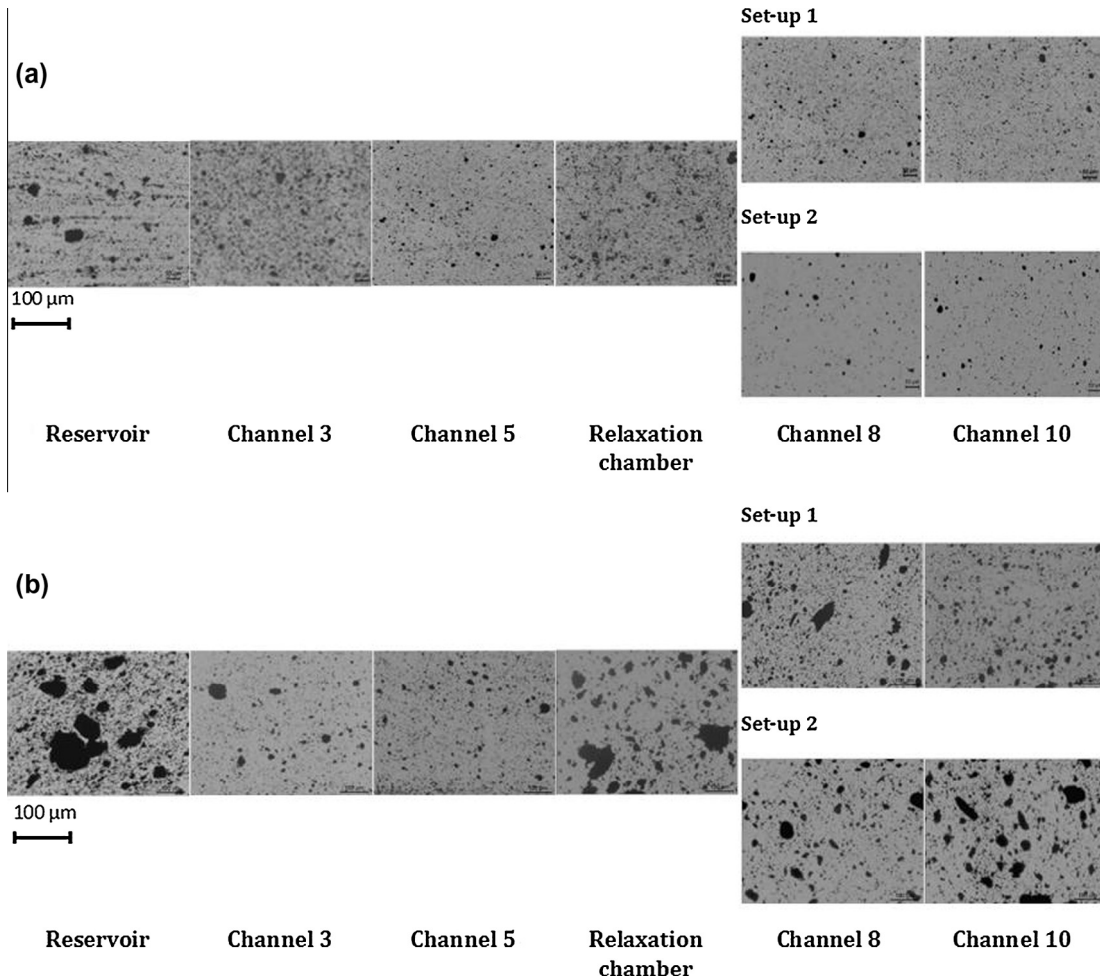 Set-up 1
(a)
Set-up 2
100 µm
Reservoir
Channel 3
Channel 5
Relaxation
chamber
Channel 8
Channel 10
Set-up 1
(b)
Set-up 2
100 µm
Reservoir
Channel 3
Channel 5
Relaxation
chamber
Channel 8
Channel 10